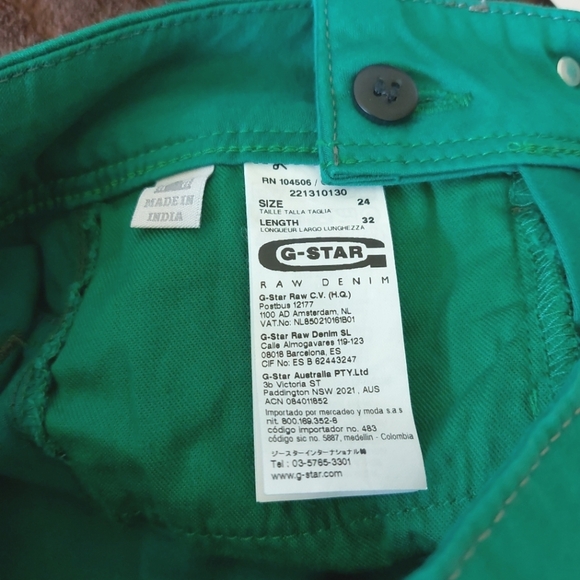 MADE IN
INDIA
RN 104506 /
221310130
SIZE 24
TAILLE TALLA TAGLIA
LENGTH 32
LONGUEUR LARGO LUNGHEZZA
G-STAR
RAW DENIM
G-Star Raw C.V. (H.Q.)
Postbus 12177
1100 AD Amsterdam, NL
VAT.No: NL850210161B01
G-Star Raw Denim SL
Calle Almogavares 119-123
08018 Barcelona, ES
CIF No: ES B 62443247
G-Star Australia PTY.Ltd
3b Victoria ST
Paddington NSW 2021 , AUS
ACN 084011852
Importado por mercadeo y moda s.a.s.
nit. 800.169.352-6
código importador no. 483
código sic no. 5887, medellin - Colombia
ジースターインターナショナル㈱
Tel : 03-5765-3301
www.g-star.com